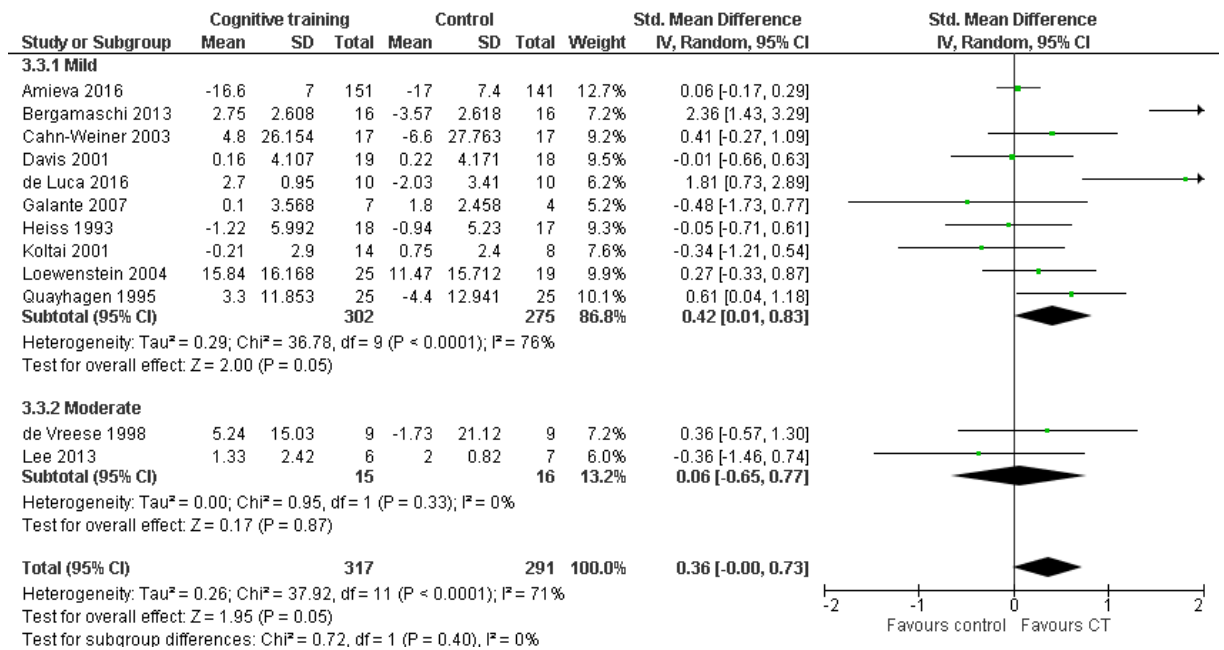 Cognitive training Control Std. Mean Difference Std. Mean Difference
Study or Subgroup Mean SD Total Mean SD Total Weight IV, Random, 95% CI IV, Random, 95% CI
3.3.1 Mild
Amieva 2016 -16.6 7 151 -17 7.4 141 12.7% 0.06 [-0.17, 0.29]
Bergamaschi 2013 2.75 2.608 16 -3.57 2.618 16 7.2% 2.36 [1.43, 3.29]
Cahn-Weiner 2003 4.8 26.154 17 -6.6 27.763 17 9.2% 0.41 [-0.27, 1.09]
Davis 2001 0.16 4.107 19 0.22 4.171 18 9.5% -0.01 [-0.66, 0.63]
de Luca 2016 2.7 0.95 10 -2.03 3.41 10 6.2% 1.81 [0.73, 2.89]
Galante 2007 0.1 3.568 7 1.8 2.458 4 5.2% -0.48 [-1.73, 0.77]
Heiss 1993 -1.22 5.992 18 -0.94 5.23 17 9.3% -0.05 [-0.71, 0.61]
Koltai 2001 -0.21 2.9 14 0.75 2.4 8 7.6% -0.34 [-1.21, 0.54]
Loewenstein 2004 15.84 16.168 25 11.47 15.712 19 9.9% 0.27 [-0.33, 0.87]
Quayhagen 1995 3.3 11.853 25 -4.4 12.941 25 10.1% 0.61 [0.04, 1.18]
Subtotal (95% CI) 302 275 86.8% 0.42 [0.01, 0.83]
Heterogeneity: Tau² = 0.29; Chi² = 36.78, df = 9 (P < 0.0001); I² = 76%
Test for overall effect: Z = 2.00 (P = 0.05)
3.3.2 Moderate
de Vreese 1998 5.24 15.03 9 -1.73 21.12 9 7.2% 0.36 [-0.57, 1.30]
Lee 2013 1.33 2.42 6 2 0.82 7 6.0% -0.36 [-1.46, 0.74]
Subtotal (95% CI) 15 16 13.2% 0.06 [-0.65, 0.77]
Heterogeneity: Tau² = 0.00; Chi² = 0.95, df = 1 (P = 0.33); I² = 0%
Test for overall effect: Z = 0.17 (P = 0.87)
Total (95% CI) 317 291 100.0% 0.36 [-0.00, 0.73]
Heterogeneity: Tau² = 0.26; Chi² = 37.92, df = 11 (P < 0.0001); I² = 71%
Test for overall effect: Z = 1.95 (P = 0.05)
Test for subgroup differences: Chi² = 0.72, df = 1 (P = 0.40), I² = 0%
-2 -1 0 1 2
Favours control Favours CT